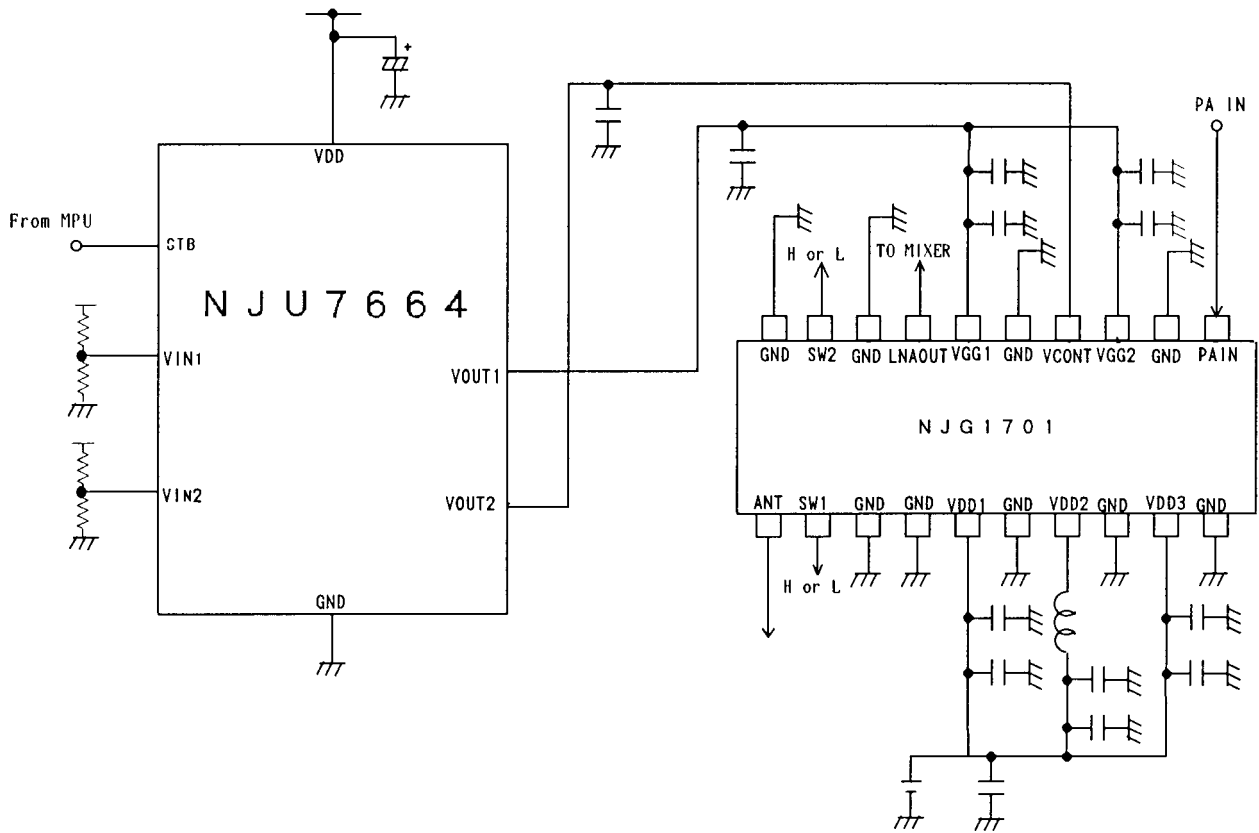 +
PA IN
VDD
From MPU
STB
H or L
TO MIXER
NJU7664
VIN1
GND SW2 GND LNAOUT VGG1 GND VCONT VGG2 GND PAIN
VOUT1
NJG1701
VIN2
VOUT2
ANT SW1 GND GND VDD1 GND VDD2 GND VDD3 GND
H or L
GND